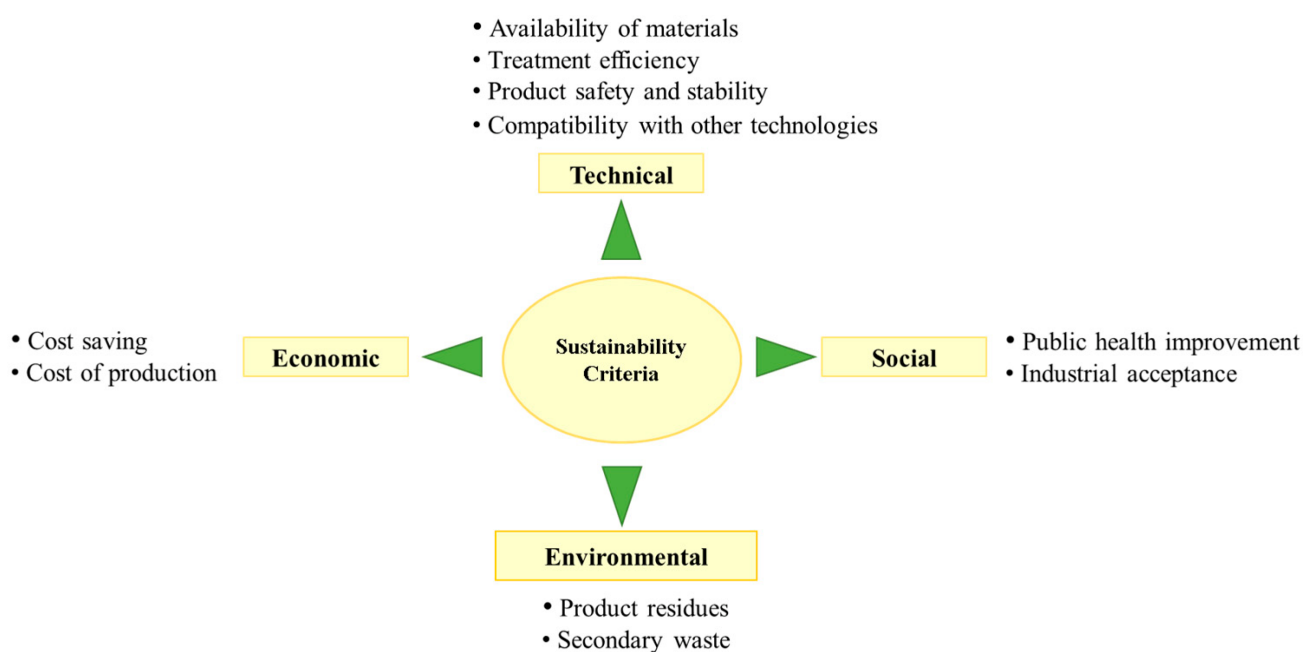 • Availability of materials
• Treatment efficiency
• Product safety and stability
• Compatibility with other technologies
Technical
• Cost saving
• Cost of production
Economic
Sustainability
Criteria
Social
• Public health improvement
• Industrial acceptance
Environmental
• Product residues
• Secondary waste